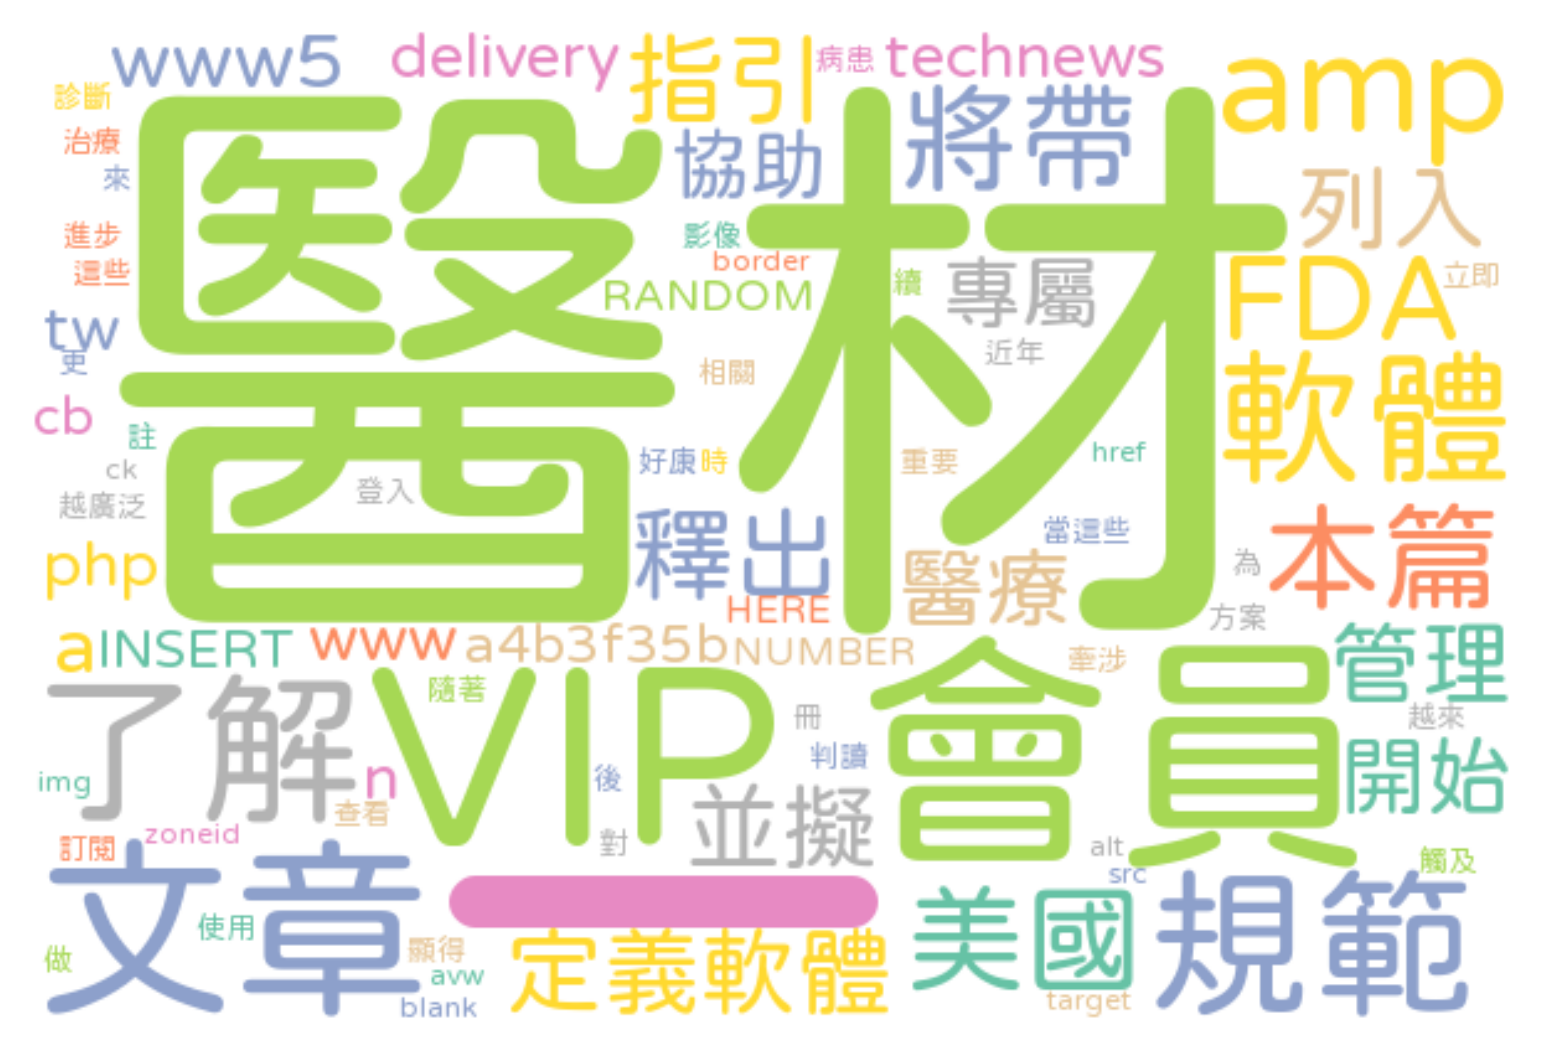 www5 delivery 指引 病患 technews amp
診斷 治療 協助 將帶
來 醫材 列入
進步 影像
這些 border 續 專屬 FDA 立即
RANDOM
tw 近年
更 相關 軟體
cb 註
ck 好康 時 重要 href
越廣泛 登入 當這些
php 釋出 醫療 為 本篇
HERE 方案
a INSERT www a4b3f35b NUMBER 牽涉 管理
了解 隨著 VIP 會員
冊 越來
img n 後 判讀 開始
查看 並擬
訂閱 zoneid 對 alt 觸及
文章 src
使用 美國 規範
做 顯得 定義軟體
avw
blank target